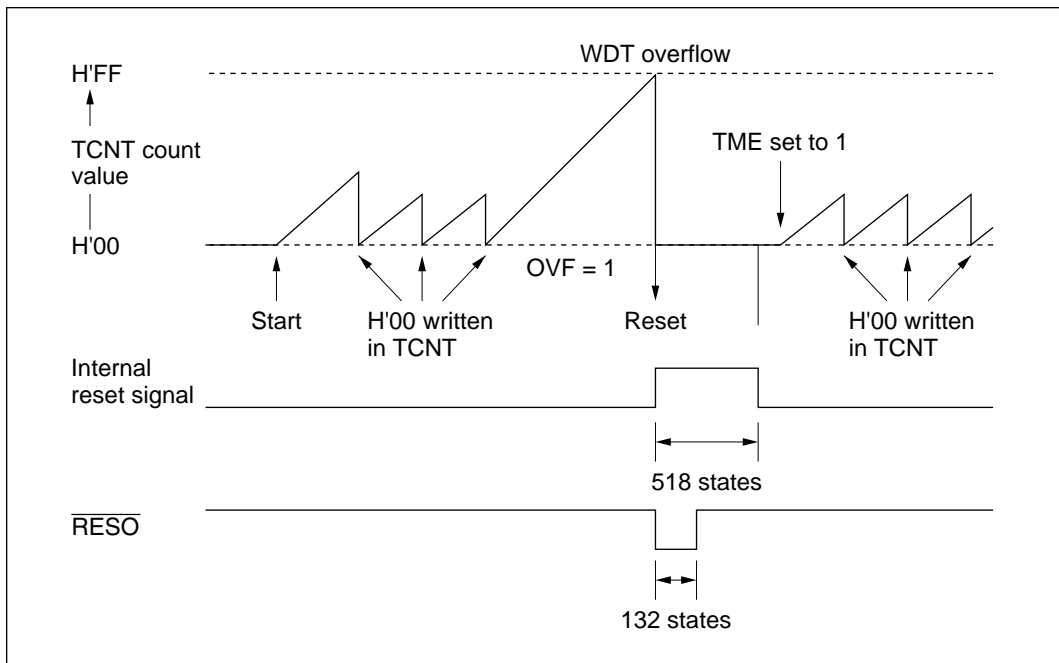 WDT overflow
H'FF
TME set to 1
TCNT count
value
H'00
OVF = 1
Start
H'00 written
in TCNT
Reset
H'00 written
in TCNT
Internal
reset signal
518 states
RESO
132 states